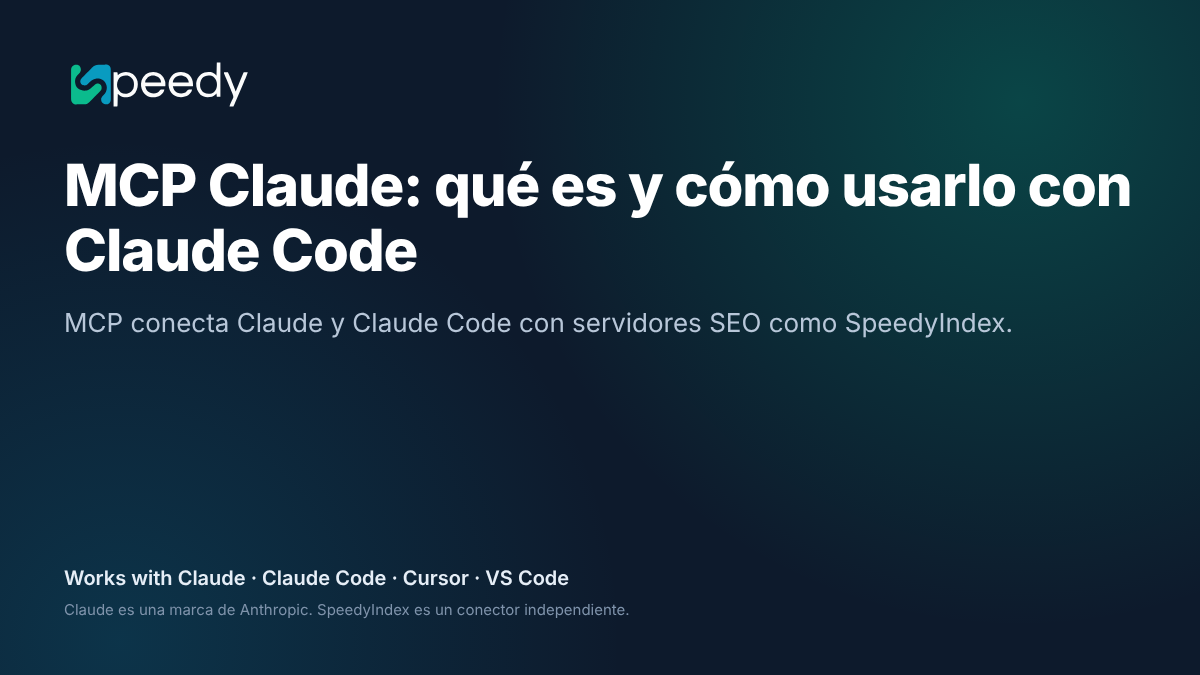 Speedy
MCP Claude: qué es y cómo usarlo con
Claude Code
MCP conecta Claude y Claude Code con servidores SEO como SpeedyIndex.
Works with Claude · Claude Code · Cursor · VS Code
Claude es una marca de Anthropic. SpeedyIndex es un conector independiente.